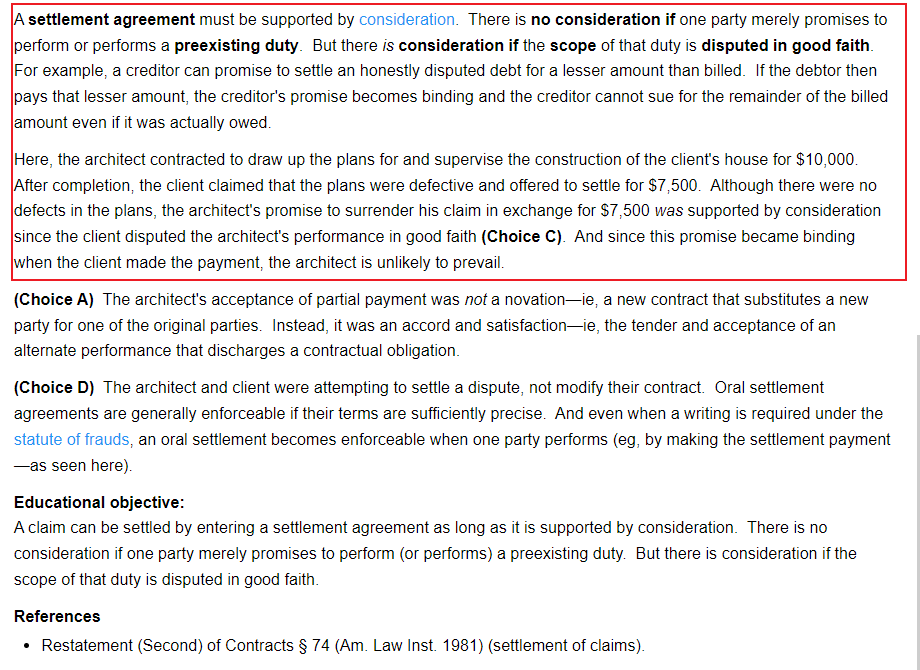 A settlement agreement must be supported by consideration. There is no consideration if one party merely promises to
perform or performs a preexisting duty. But there is consideration if the scope of that duty is disputed in good faith.
For example, a creditor can promise to settle an honestly disputed debt for a lesser amount than billed. If the debtor then
pays that lesser amount, the creditor's promise becomes binding and the creditor cannot sue for the remainder of the billed
amount even if it was actually owed.
Here, the architect contracted to draw up the plans for and supervise the construction of the client's house for $10,000.
After completion, the client claimed that the plans were defective and offered to settle for $7,500. Although there were no
defects in the plans, the architect's promise to surrender his claim in exchange for $7,500 was supported by consideration
since the client disputed the architect's performance in good faith (Choice C). And since this promise became binding
when the client made the payment, the architect is unlikely to prevail.
(Choice A) The architect's acceptance of partial payment was not a novation—ie, a new contract that substitutes a new
party for one of the original parties. Instead, it was an accord and satisfaction—ie, the tender and acceptance of an
alternate performance that discharges a contractual obligation.
(Choice D) The architect and client were attempting to settle a dispute, not modify their contract. Oral settlement
agreements are generally enforceable if their terms are sufficiently precise. And even when a writing is required under the
statute of frauds, an oral settlement becomes enforceable when one party performs (eg, by making the settlement payment
—as seen here).
Educational objective:
A claim can be settled by entering a settlement agreement as long as it is supported by consideration. There is no
consideration if one party merely promises to perform (or performs) a preexisting duty. But there is consideration if the
scope of that duty is disputed in good faith.
References
• Restatement (Second) of Contracts § 74 (Am. Law Inst. 1981) (settlement of claims).